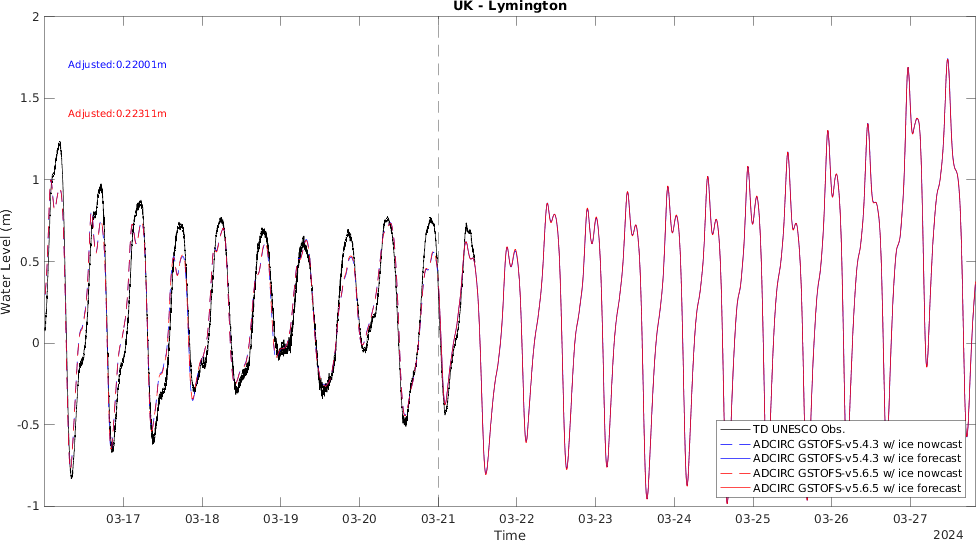 UK - Lymington
2
Adjusted:0.22001m
1.5
Adjusted:0.22311m
1
0.5
0
-0.5
-1
Water Level (m)
TD UNESCO Obs.
ADCIRC GSTOFS-v5.4.3 w/ ice nowcast
ADCIRC GSTOFS-v5.4.3 w/ ice forecast
ADCIRC GSTOFS-v5.6.5 w/ ice nowcast
ADCIRC GSTOFS-v5.6.5 w/ ice forecast
03-17 03-18 03-19 03-20 03-21 03-22 03-23 03-24 03-25 03-26 03-27
Time
2024